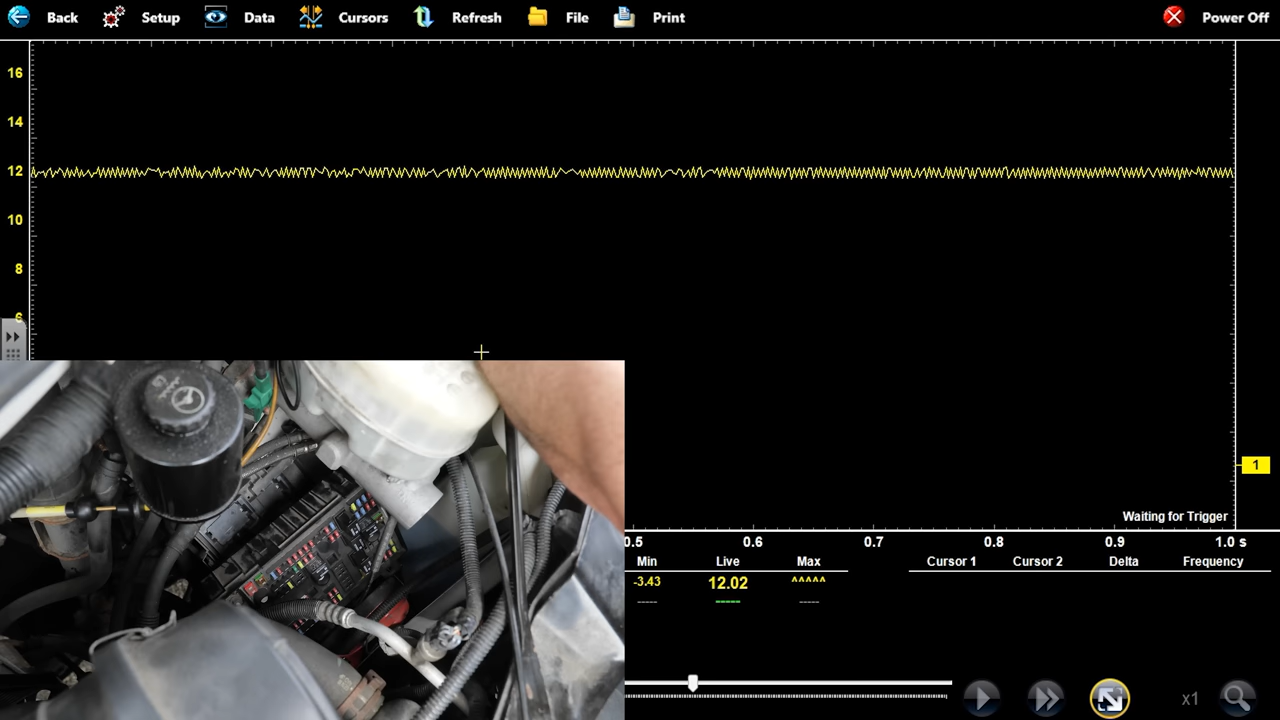 Back Setup Data Cursors Refresh File Print Power Off
16
14
12
10
8
6
1
Waiting for Trigger
0.5 0.6 0.7 0.8 0.9 1.0 s
Min Live Max Cursor 1 Cursor 2 Delta Frequency
-3.43 12.02 ^^^^^
----- ----- -----
x1